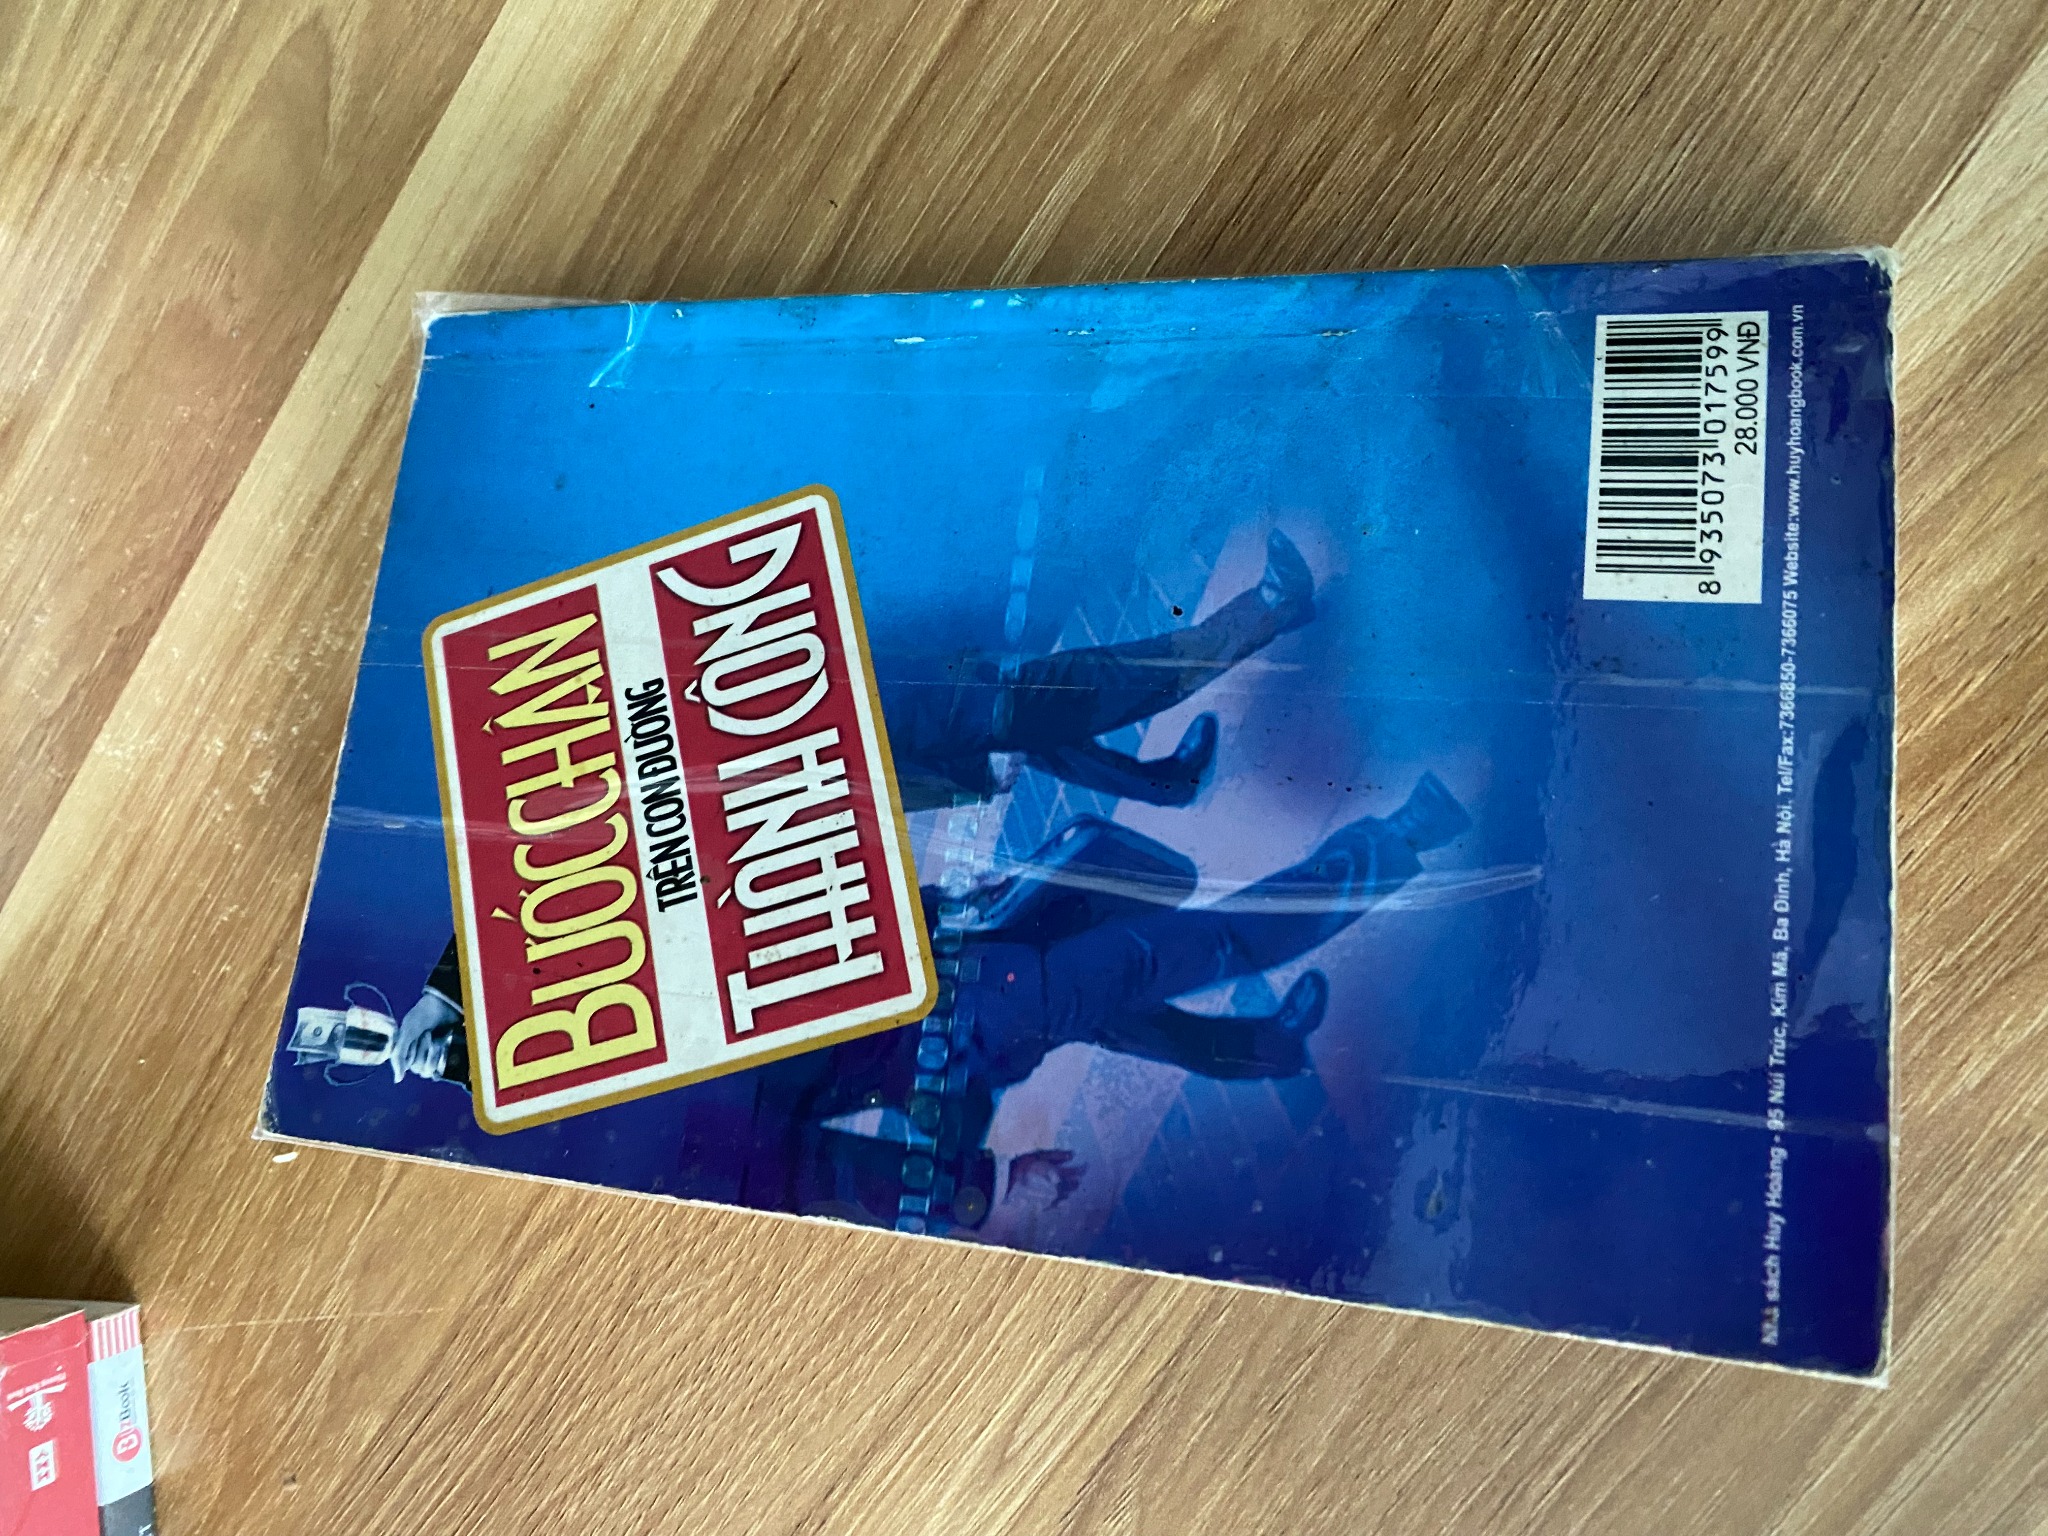 BƯỚC CHÂN
TRÊN CON ĐƯỜNG
THÀNH CÔNG
8 935073 017599
28.000 VNĐ
Nhà sách Huy Hoàng - 95 Núi Trúc, Kim Mã, Ba Đình, Hà Nội, Tel/Fax:7366850-7366075 Website:www.huyhoangbook.com.vn
BIZBOOK